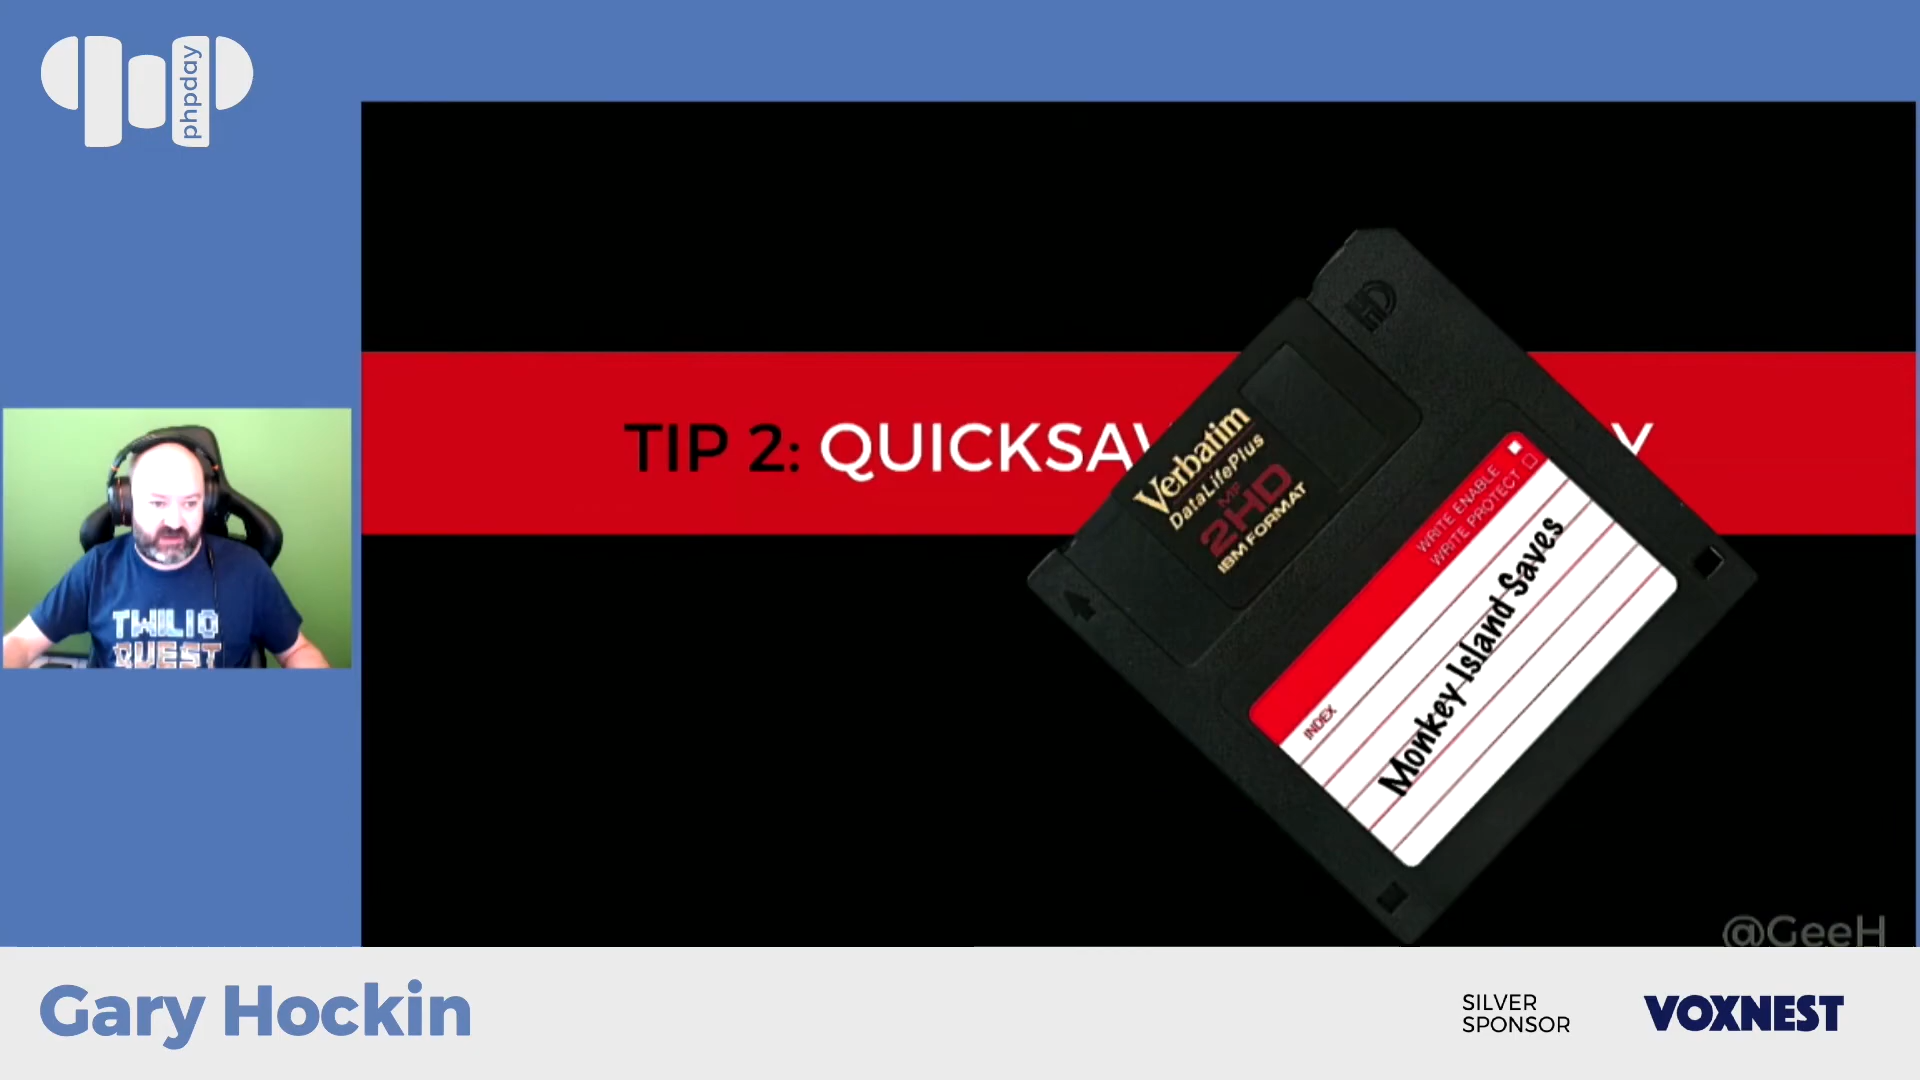 phpday
TIP 2: QUICKSAV Y
Verbatim
DataLifePlus
MF
2HD
IBM FORMAT
WRITE ENABLE
WRITE PROTECT
INDEX
Monkey Island Saves
TWILIO
QUEST
@GeeH
Gary Hockin
SILVER
SPONSOR
VOXNEST